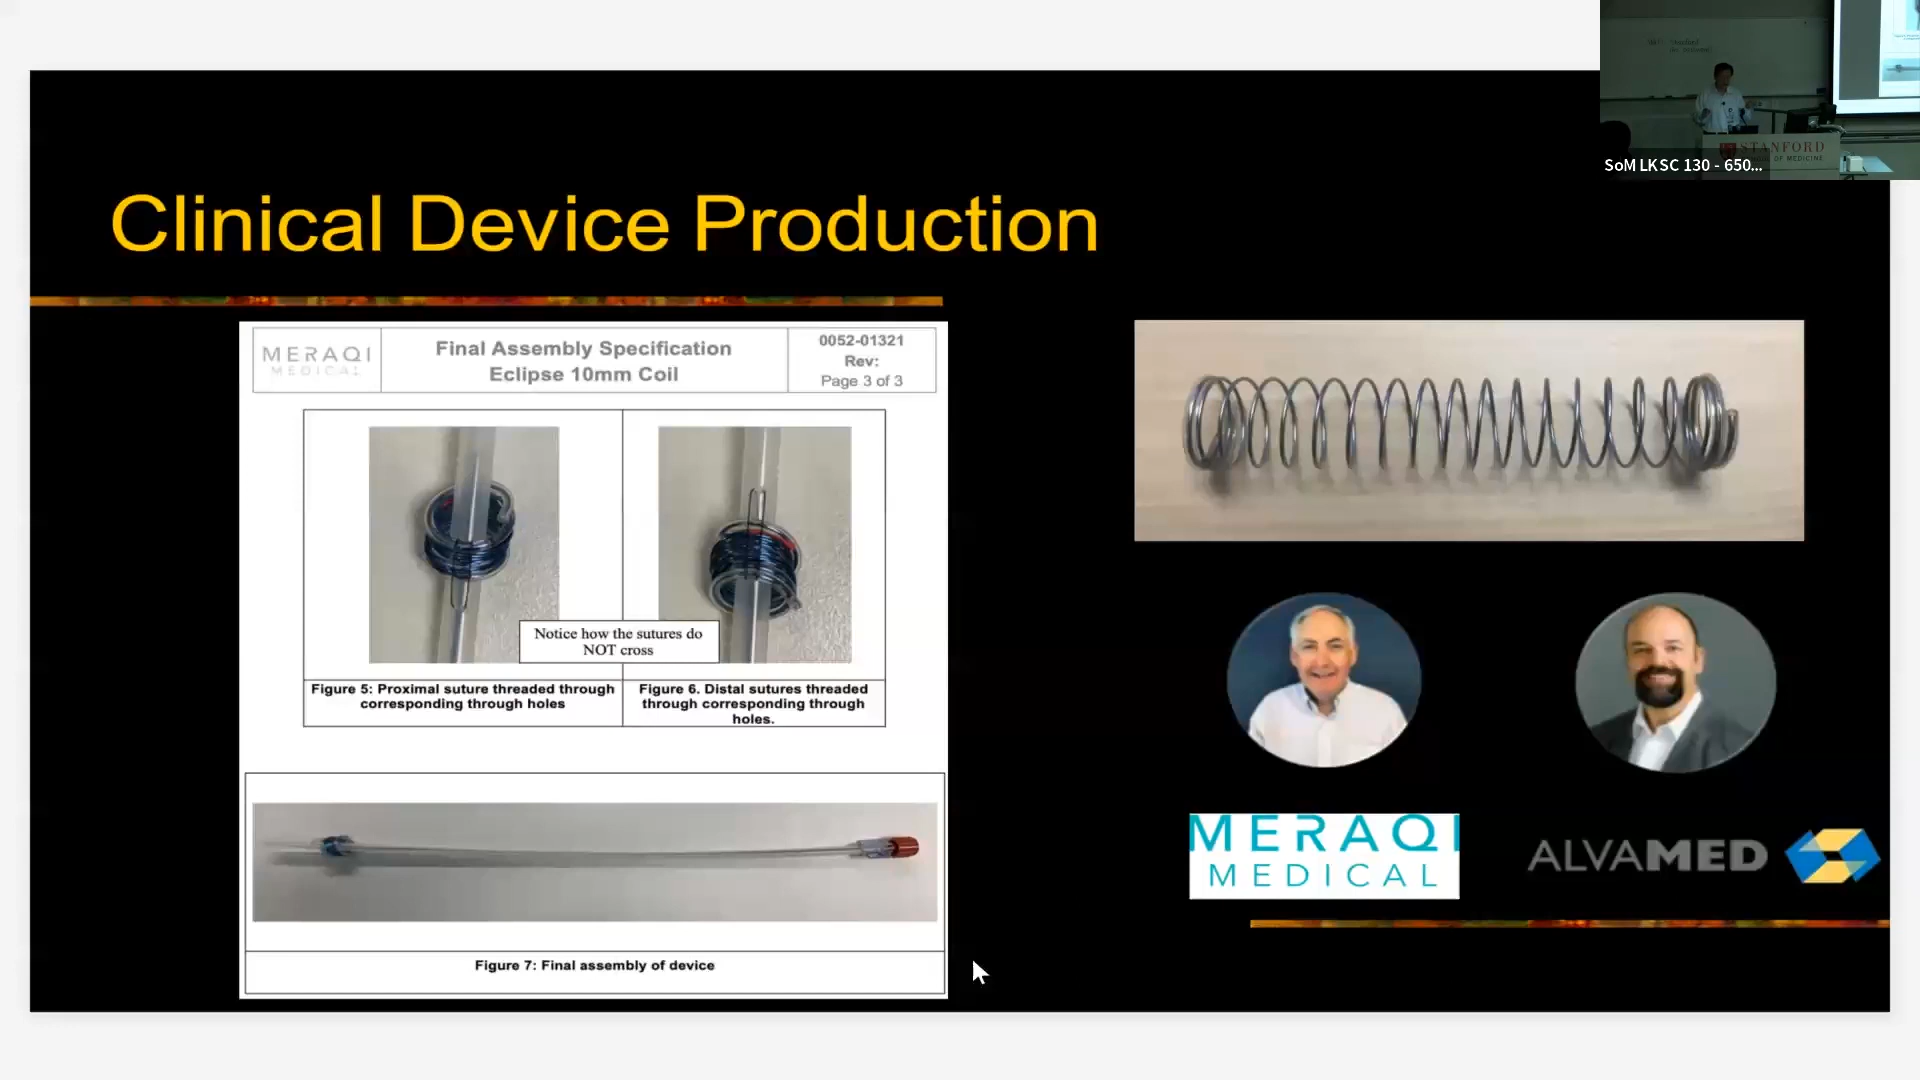 SoM LKSC 130 - 650...
STANFORD
SCHOOL OF MEDICINE
Clinical Device Production
MERAQI
MEDICAL
Final Assembly Specification
Eclipse 10mm Coil
0052-01321
Rev:
Page 3 of 3
Notice how the sutures do
NOT cross
Figure 5: Proximal suture threaded through
corresponding through holes
Figure 6. Distal sutures threaded
through corresponding through
holes.
Figure 7: Final assembly of device
MERAQI
MEDICAL
ALVAMED